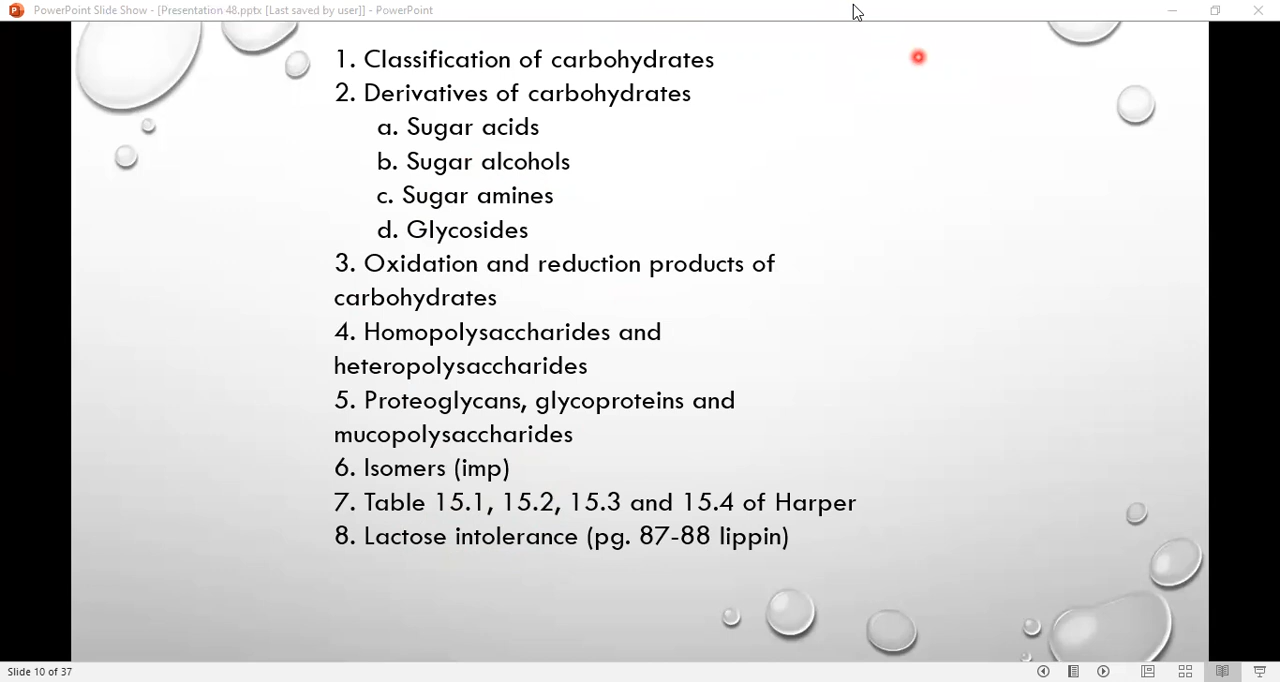 PowerPoint Slide Show - [Presentation 48.pptx [Last saved by user]] - PowerPoint
1. Classification of carbohydrates
2. Derivatives of carbohydrates
a. Sugar acids
b. Sugar alcohols
c. Sugar amines
d. Glycosides
3. Oxidation and reduction products of
carbohydrates
4. Homopolysaccharides and
heteropolysaccharides
5. Proteoglycans, glycoproteins and
mucopolysaccharides
6. Isomers (imp)
7. Table 15.1, 15.2, 15.3 and 15.4 of Harper
8. Lactose intolerance (pg. 87-88 lippin)
Slide 10 of 37